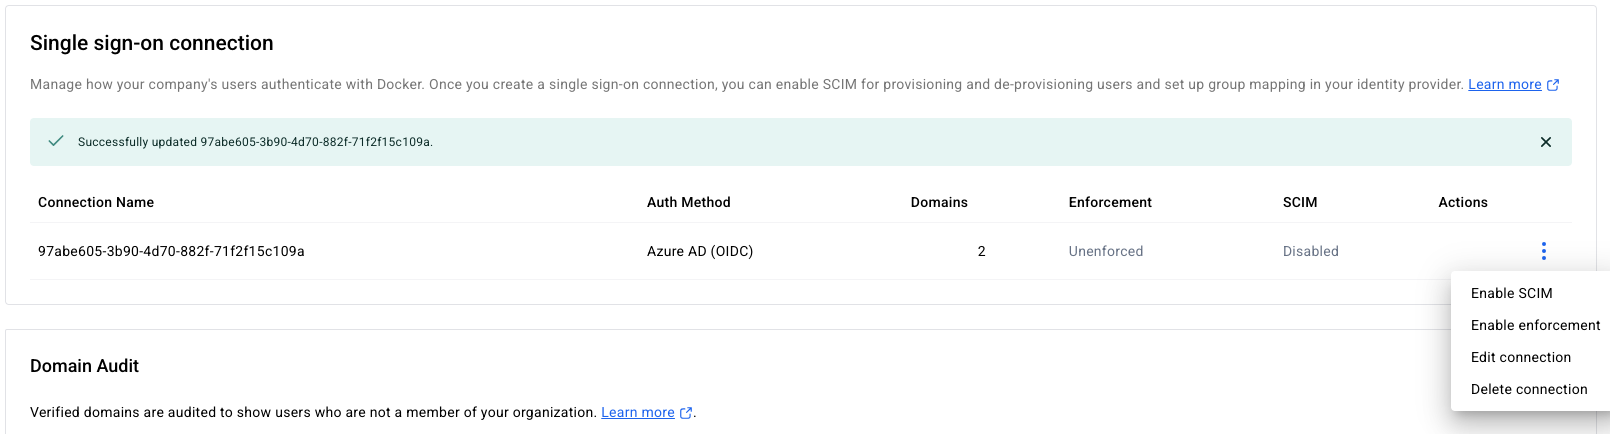 Single sign-on connection
Manage how your company's users authenticate with Docker. Once you create a single sign-on connection, you can enable SCIM for provisioning and de-provisioning users and set up group mapping in your identity provider. Learn more
Successfully updated 97abe605-3b90-4d70-882f-71f2f15c109a.
Connection Name Auth Method Domains Enforcement SCIM Actions
97abe605-3b90-4d70-882f-71f2f15c109a Azure AD (OIDC) 2 Unenforced Disabled
Enable SCIM
Enable enforcement
Edit connection
Delete connection
Domain Audit
Verified domains are audited to show users who are not a member of your organization. Learn more.